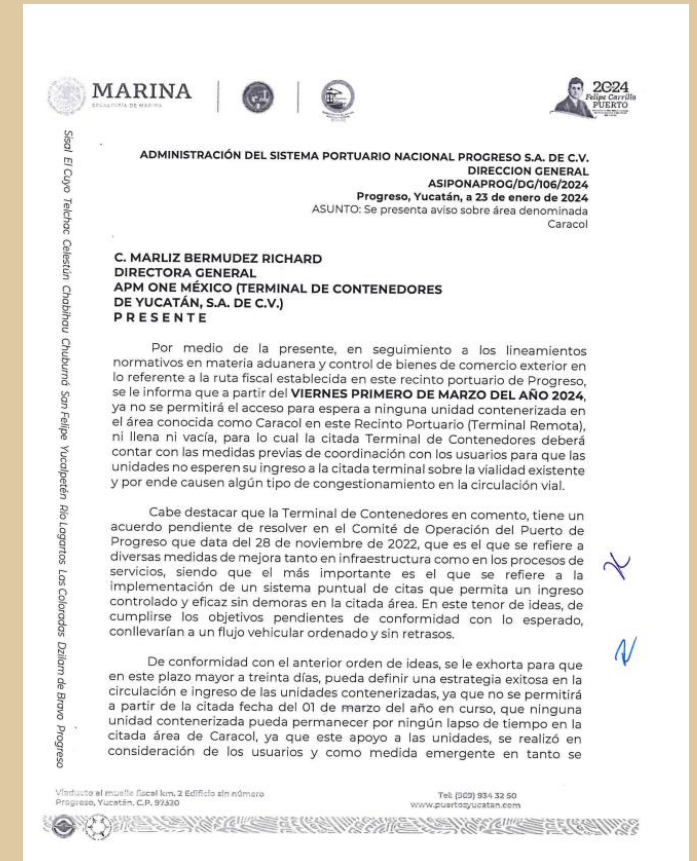 MARINA
SECRETARÍA DE MARINA
2024
Felipe Carrillo
PUERTO
Sisal El Cuyo Telchac Celestún Chabihau Chuburná San Felipe Yucalpetén Río Lagartos Las Coloradas Dzilam de Bravo Progreso
ADMINISTRACIÓN DEL SISTEMA PORTUARIO NACIONAL PROGRESO S.A. DE C.V.
DIRECCION GENERAL
ASIPONAPROG/DG/106/2024
Progreso, Yucatán, a 23 de enero de 2024
ASUNTO: Se presenta aviso sobre área denominada
Caracol
C. MARLIZ BERMUDEZ RICHARD
DIRECTORA GENERAL
APM ONE MÉXICO (TERMINAL DE CONTENEDORES
DE YUCATÁN, S.A. DE C.V.)
P R E S E N T E
Por medio de la presente, en seguimiento a los lineamientos
normativos en materia aduanera y control de bienes de comercio exterior en
lo referente a la ruta fiscal establecida en este recinto portuario de Progreso,
se le informa que a partir del VIERNES PRIMERO DE MARZO DEL AÑO 2024,
ya no se permitirá el acceso para espera a ninguna unidad contenerizada en
el área conocida como Caracol en este Recinto Portuario (Terminal Remota),
ni llena ni vacía, para lo cual la citada Terminal de Contenedores deberá
contar con las medidas previas de coordinación con los usuarios para que las
unidades no esperen su ingreso a la citada terminal sobre la vialidad existente
y por ende causen algún tipo de congestionamiento en la circulación vial.
Cabe destacar que la Terminal de Contenedores en comento, tiene un
acuerdo pendiente de resolver en el Comité de Operación del Puerto de
Progreso que data del 28 de noviembre de 2022, que es el que se refiere a
diversas medidas de mejora tanto en infraestructura como en los procesos de
servicios, siendo que el más importante es el que se refiere a la
implementación de un sistema puntual de citas que permita un ingreso
controlado y eficaz sin demoras en la citada área. En este tenor de ideas, de
cumplirse los objetivos pendientes de conformidad con lo esperado,
conllevarían a un flujo vehicular ordenado y sin retrasos.
De conformidad con el anterior orden de ideas, se le exhorta para que
en este plazo mayor a treinta días, pueda definir una estrategia exitosa en la
circulación e ingreso de las unidades contenerizadas, ya que no se permitirá
a partir de la citada fecha del 01 de marzo del año en curso, que ninguna
unidad contenerizada pueda permanecer por ningún lapso de tiempo en la
citada área de Caracol, ya que este apoyo a las unidades, se realizó en
consideración de los usuarios y como medida emergente en tanto se
Viaducto al muelle fiscal km. 2 Edificio sin número
Progreso, Yucatán, C.P. 97320
Tel: (969) 934 32 50
www.puertosyucatan.com